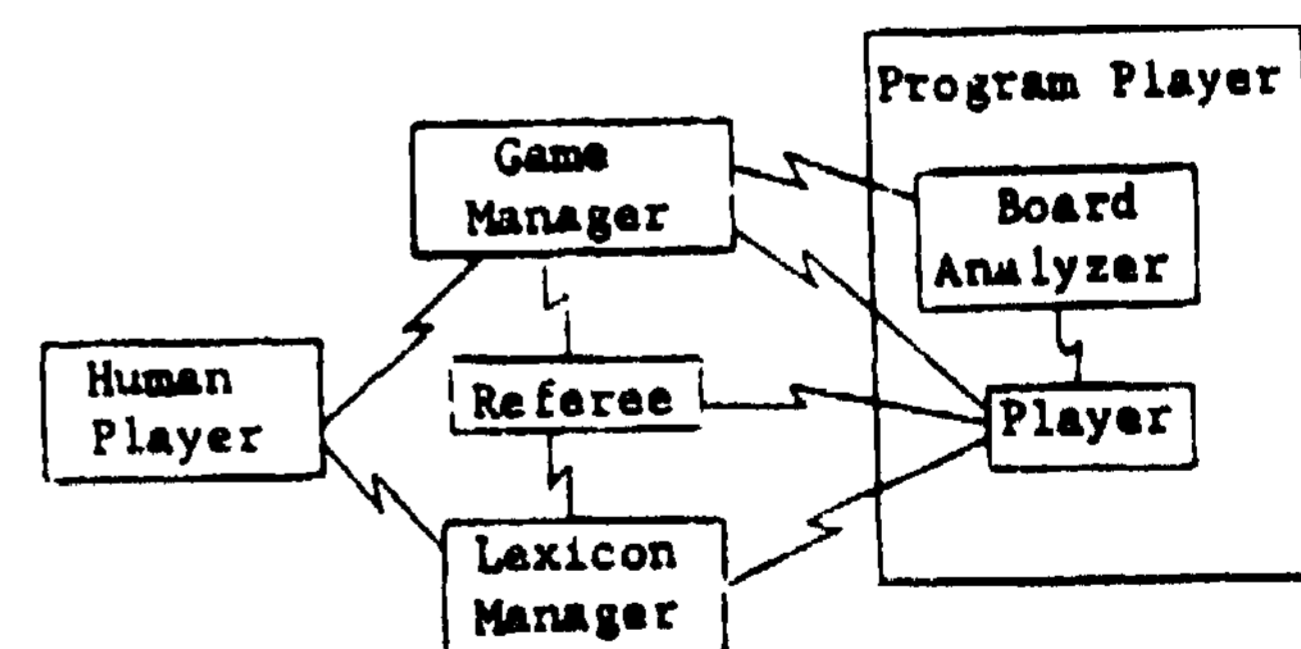 Program Player
Game
Manager
Board
Analyzer
Human
Player
Referee
Player
Lexicon
Manager